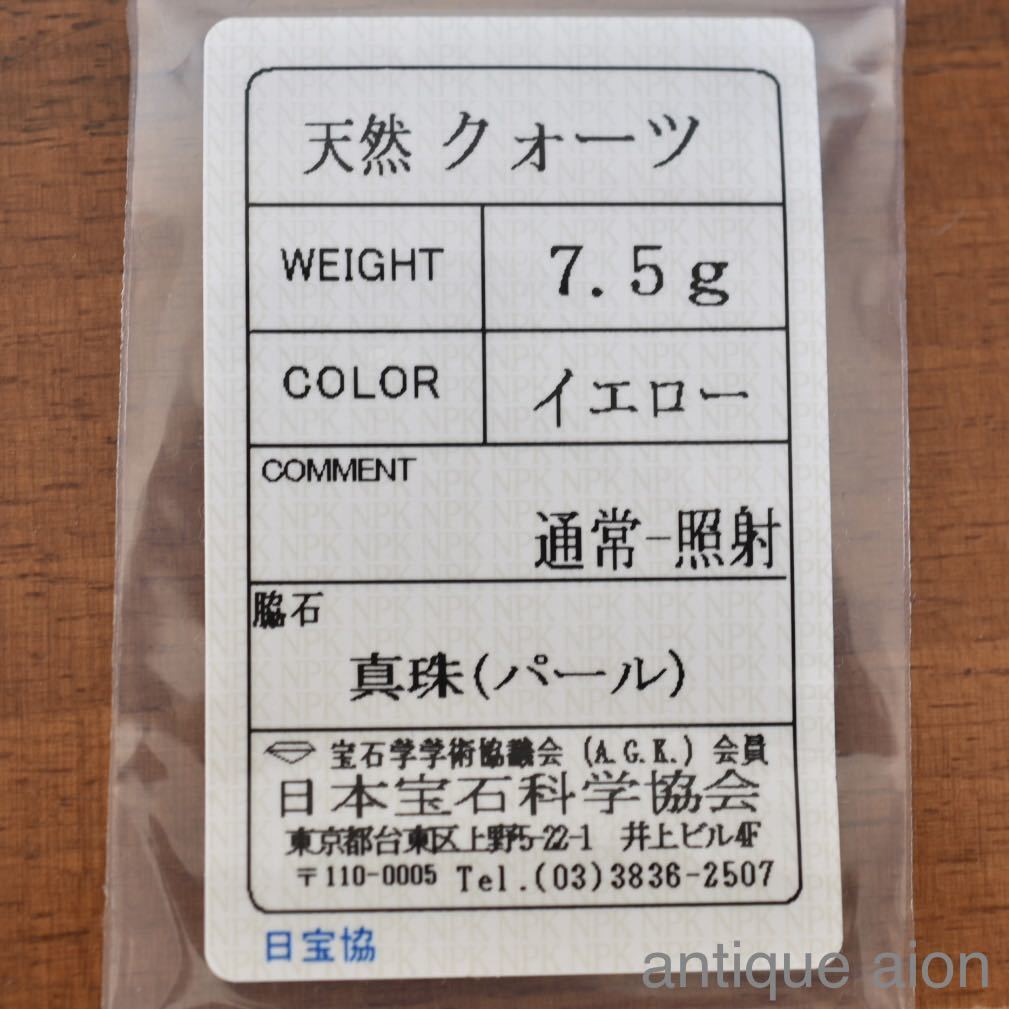 天然 クォーツ
WEIGHT 7.5g
COLOR イエロー
COMMENT
通常-照射
脇石
真珠(パール)
宝石学学術協議会 (A.G.K.) 会員
日本宝石科学協会
東京都台東区上野5-22-1 井上ビル4F
〒110-0005 Tel.(03)3836-2507
日宝協
antique aion